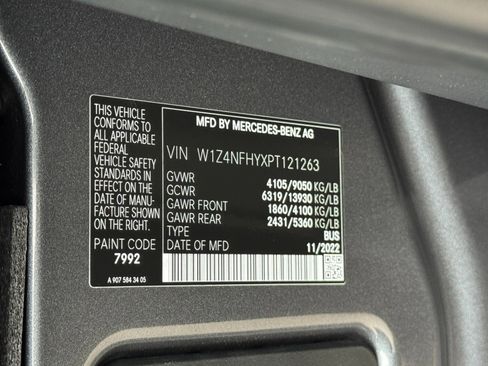 THIS VEHICLE
CONFORMS TO
ALL APPLICABLE
FEDERAL
VEHICLE SAFETY
STANDARDS IN
EFFECT ON THE
DATE OF MANU-
FACTURE SHOWN
ABOVE.
PAINT CODE
7992
A 907 584 34 05
MFD BY MERCEDES-BENZ AG
VIN W1Z4NFHYXPT121263
GVWR 4105/9050 KG/LB
GCWR 6319/13930 KG/LB
GAWR FRONT 1860/4100 KG/LB
GAWR REAR 2431/5360 KG/LB
TYPE BUS
DATE OF MFD 11/2022